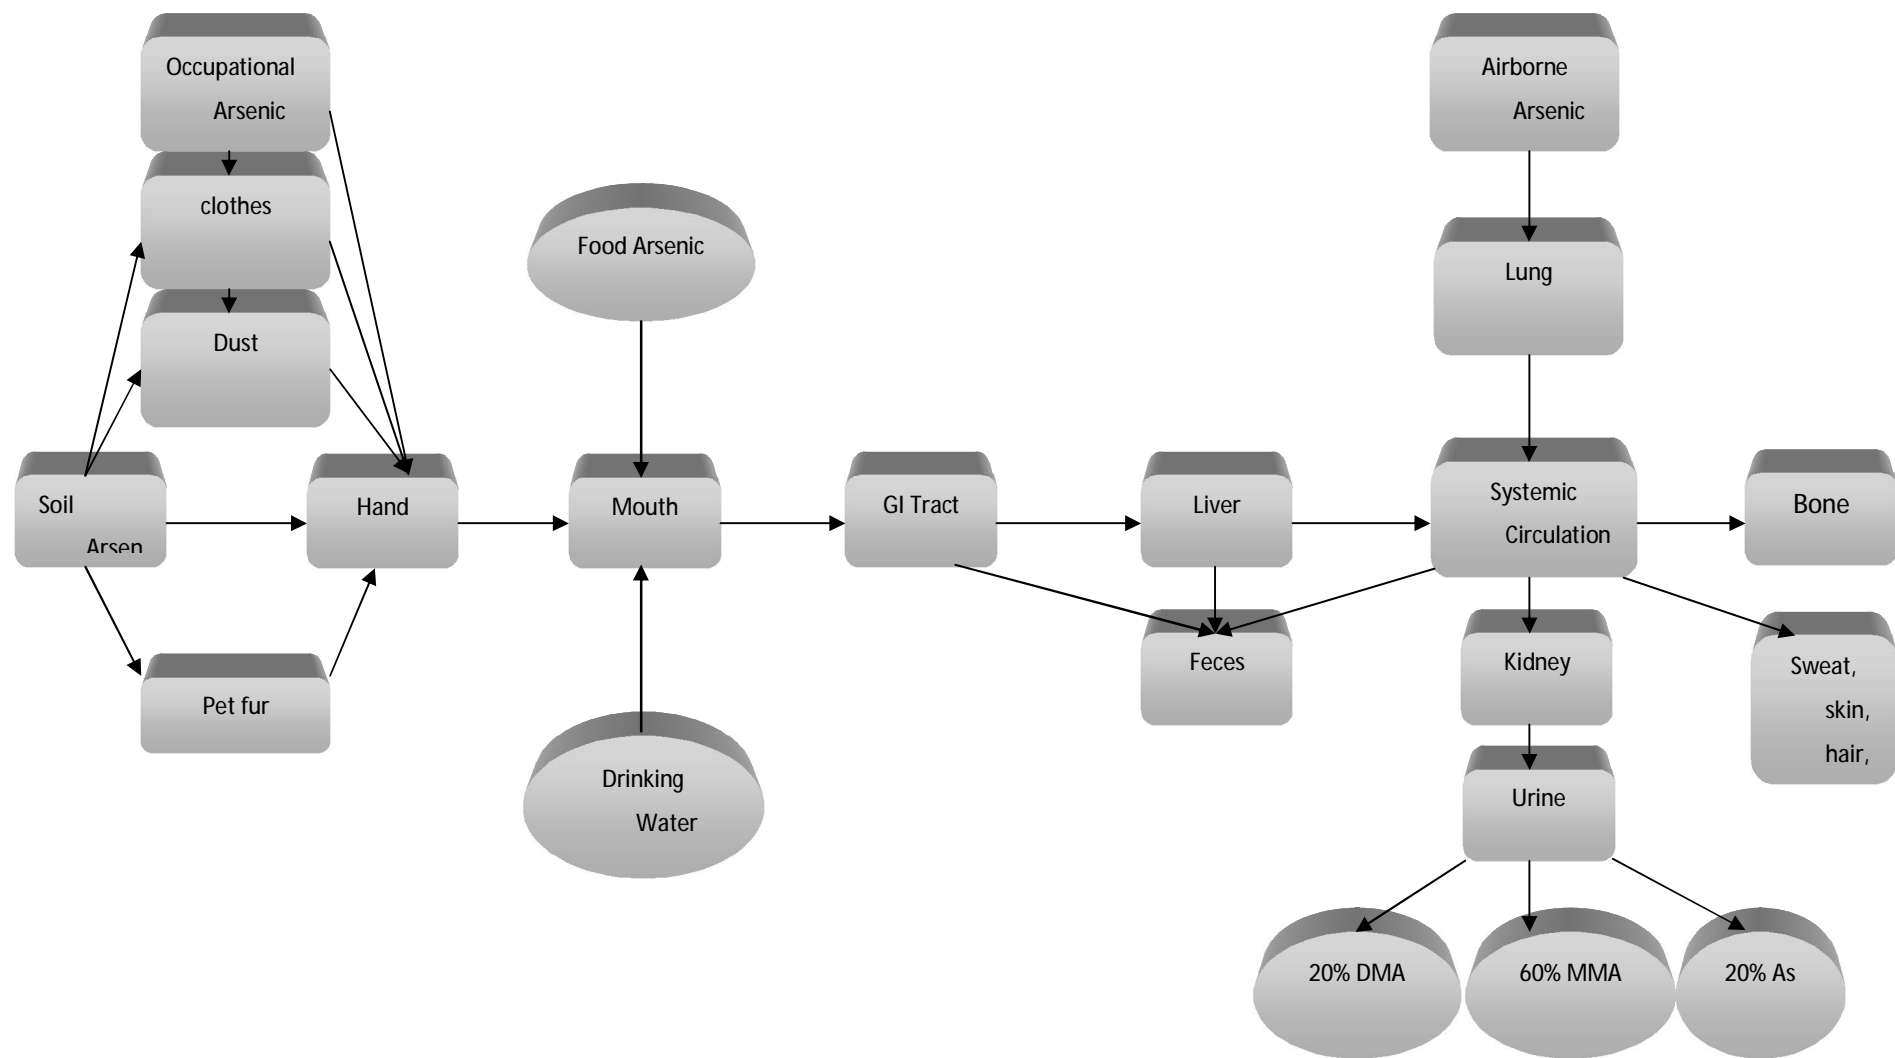 Occupational
Arsenic
Airborne
Arsenic
clothes
Food Arsenic
Lung
Dust
Soil
Arsen
Hand
Mouth
GI Tract
Liver
Systemic
Circulation
Bone
Pet fur
Feces
Kidney
Sweat,
skin,
hair,
Drinking
Water
Urine
20% DMA
60% MMA
20% As